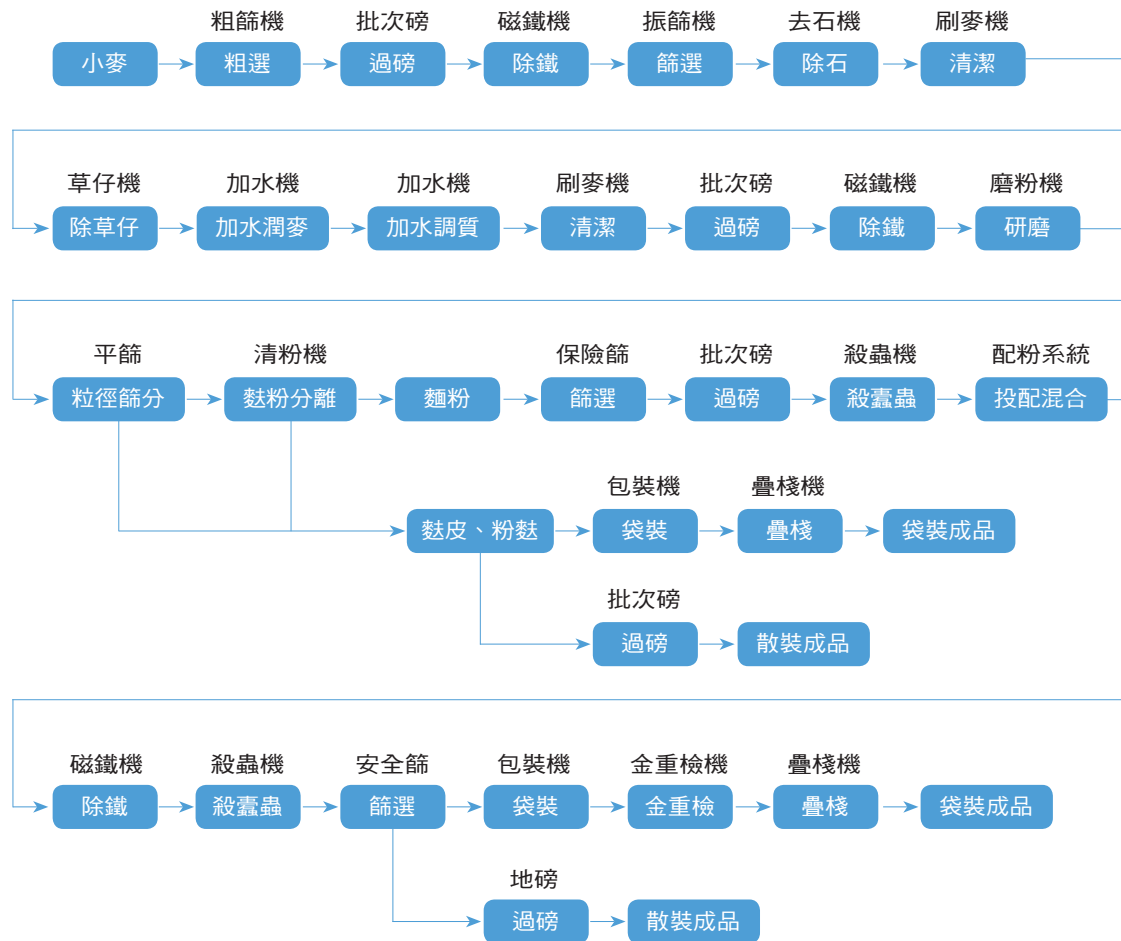 粗篩機 批次磅 磁鐵機 振篩機 去石機 刷麥機
小麥 粗選 過磅 除鐵 篩選 除石 清潔
草仔機 加水機 加水機 刷麥機 批次磅 磁鐵機 磨粉機
除草仔 加水潤麥 加水調質 清潔 過磅 除鐵 研磨
平篩 清粉機 保險篩 批次磅 殺蟲機 配粉系統
粒徑篩分 麩粉分離 麵粉 篩選 過磅 殺蠹蟲 投配混合
包裝機 疊棧機
麩皮、粉麩 袋裝 疊棧 袋裝成品
批次磅
過磅 散裝成品
磁鐵機 殺蟲機 安全篩 包裝機 金重檢機 疊棧機
除鐵 殺蠹蟲 篩選 袋裝 金重檢 疊棧 袋裝成品
地磅
過磅 散裝成品